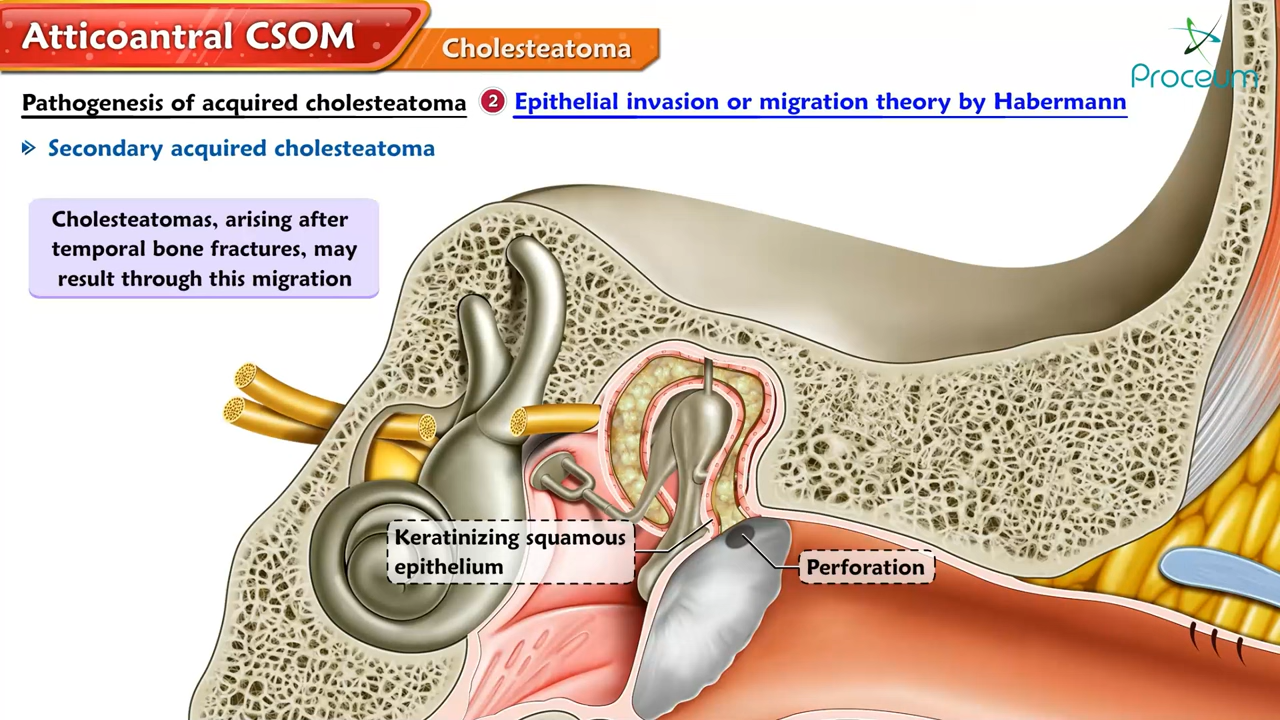 Atticoantral CSOM
Cholesteatoma
Proceum
Pathogenesis of acquired cholesteatoma
2 Epithelial invasion or migration theory by Habermann
Secondary acquired cholesteatoma
Cholesteatomas, arising after
temporal bone fractures, may
result through this migration
Keratinizing squamous
epithelium
Perforation